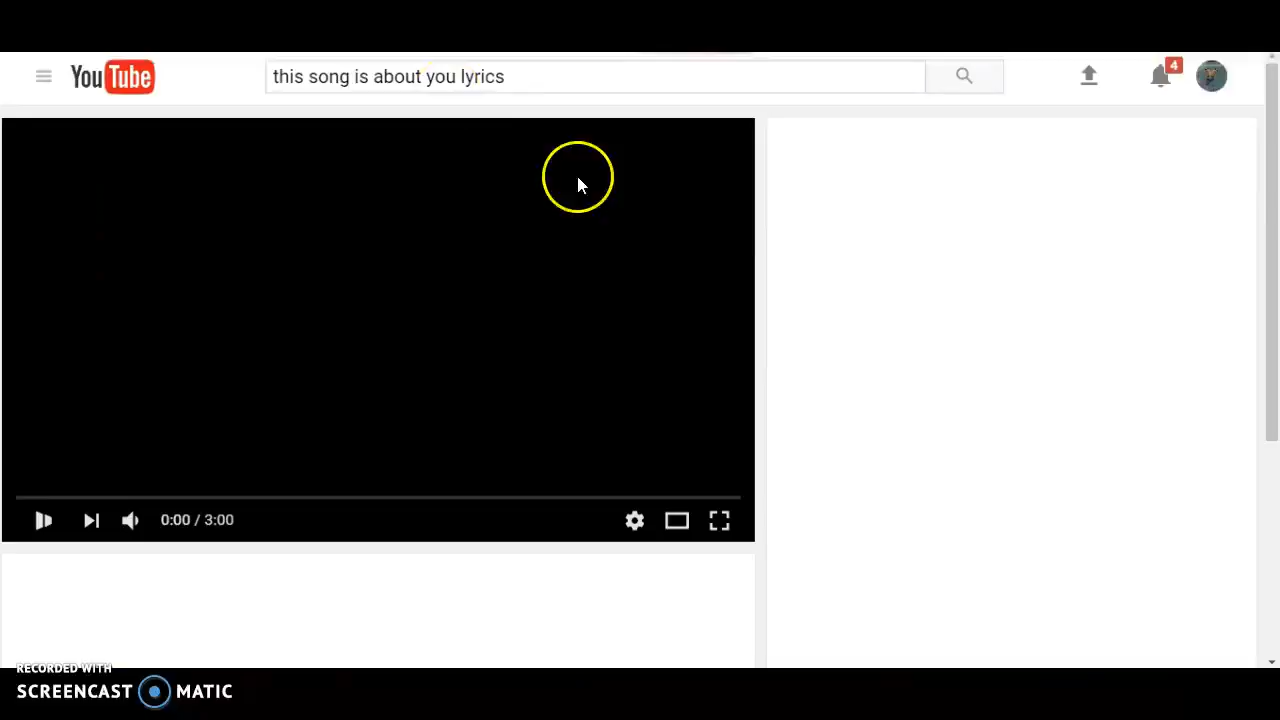 YouTube
this song is about you lyrics
4
0:00 / 3:00
RECORDED WITH
SCREENCAST MATIC